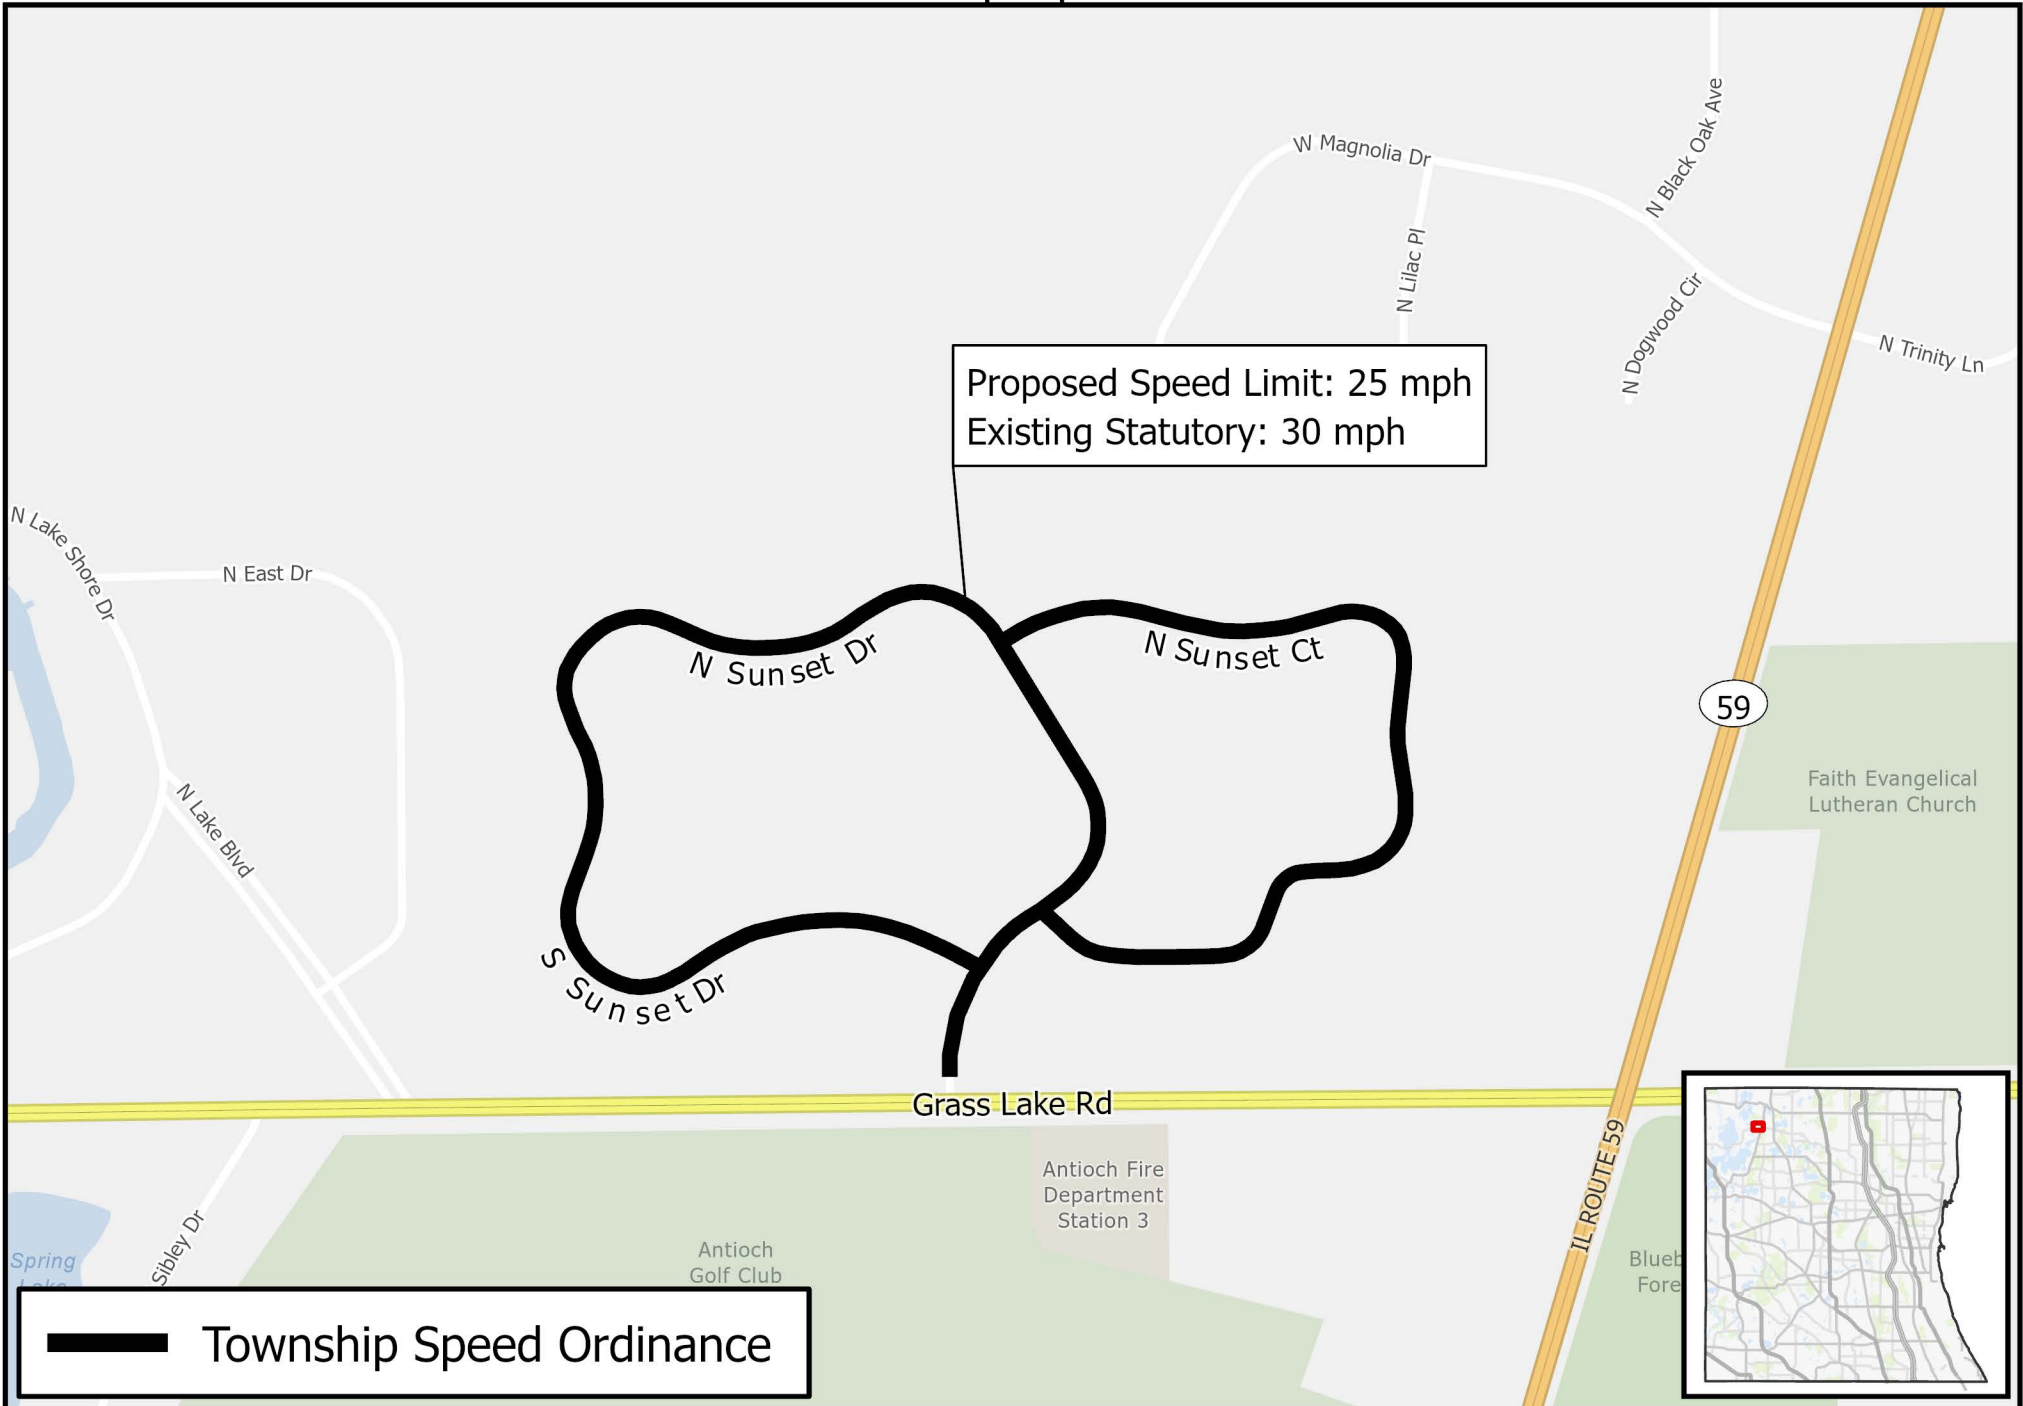 W Magnolia Dr
N Black Oak Ave
N Lilac Pl
N Dogwood Cir
N Trinity Ln
Proposed Speed Limit: 25 mph
Existing Statutory: 30 mph
N Lake Shore Dr
N East Dr
N Sunset Dr
N Sunset Ct
59
Faith Evangelical
Lutheran Church
N Lake Blvd
S Sunset Dr
Grass Lake Rd
IL ROUTE 59
Antioch Fire
Department
Station 3
Sibley Dr
Spring
Lake
Antioch
Golf Club
Blueb
Fore
Township Speed Ordinance